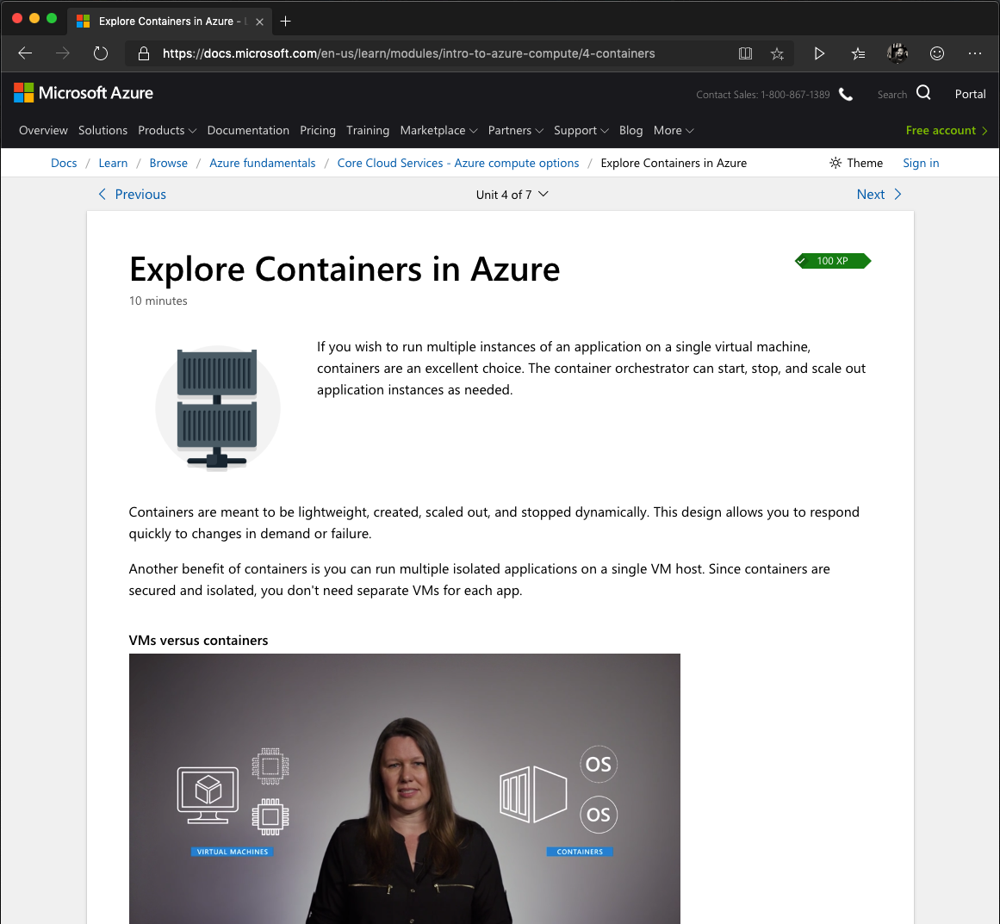 Explore Containers in Azure -
https://docs.microsoft.com/en-us/learn/modules/intro-to-azure-compute/4-containers
Microsoft Azure
Contact Sales: 1-800-867-1389
Search
Portal
Overview Solutions Products Documentation Pricing Training Marketplace Partners Support Blog More
Free account
Docs / Learn / Browse / Azure fundamentals / Core Cloud Services - Azure compute options / Explore Containers in Azure
Theme
Sign in
Previous
Unit 4 of 7
Next
Explore Containers in Azure
100 XP
10 minutes
If you wish to run multiple instances of an application on a single virtual machine,
containers are an excellent choice. The container orchestrator can start, stop, and scale out
application instances as needed.
Containers are meant to be lightweight, created, scaled out, and stopped dynamically. This design allows you to respond
quickly to changes in demand or failure.
Another benefit of containers is you can run multiple isolated applications on a single VM host. Since containers are
secured and isolated, you don't need separate VMs for each app.
VMs versus containers
OS
OS
VIRTUAL MACHINES
CONTAINERS